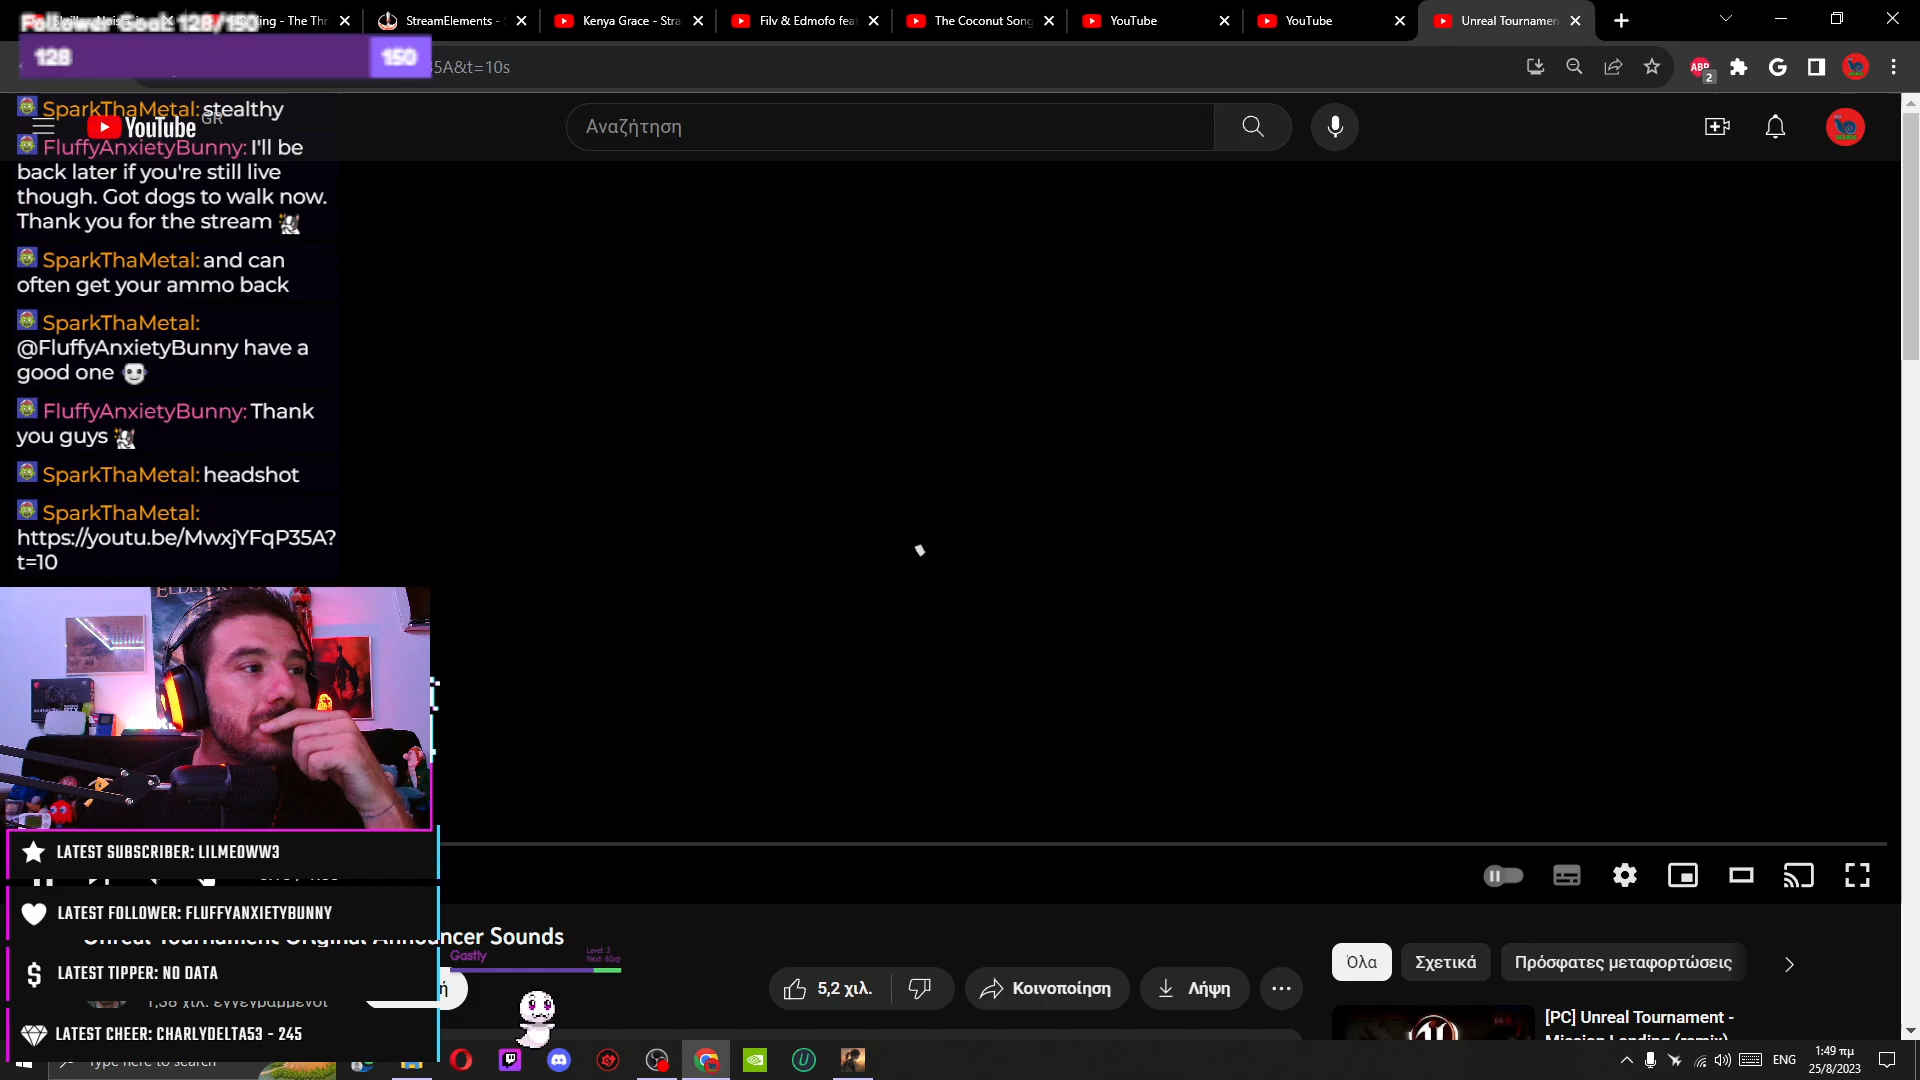 Follower Goal: 128/150
128
150
King - The Thr
StreamElements -
Kenya Grace - Stra
Filv & Edmofo fea
The Coconut Song
YouTube
YouTube
Unreal Tournamen
35A&t=10s
ABP
2
SparkThaMetal: stealthy
YouTube
GR
Αναζήτηση
FluffyAnxietyBunny: I'll be
back later if you're still live
though. Got dogs to walk now.
Thank you for the stream
SparkThaMetal: and can
often get your ammo back
SparkThaMetal:
@FluffyAnxietyBunny have a
good one
FluffyAnxietyBunny: Thank
you guys
SparkThaMetal: headshot
SparkThaMetal:
https://youtu.be/MwxjYFqP35A?
t=10
LATEST SUBSCRIBER: LILMEOWW3
LATEST FOLLOWER: FLUFFYANXIETYBUNNY
Unreal Tournament Original Announcer Sounds
Gastly
Level: 3
Next: 80xp
LATEST TIPPER: NO DATA
5,2 χιλ.
Κοινοποίηση
Λήψη
Όλα
Σχετικά
Πρόσφατες μεταφορτώσεις
1,38 χιλ. εγγεγραμμένοι
LATEST CHEER: CHARLYDELTA53 - 245
[PC] Unreal Tournament -
Mission Landing (remix)
Type here to search
ENG
1:49 πμ
25/8/2023